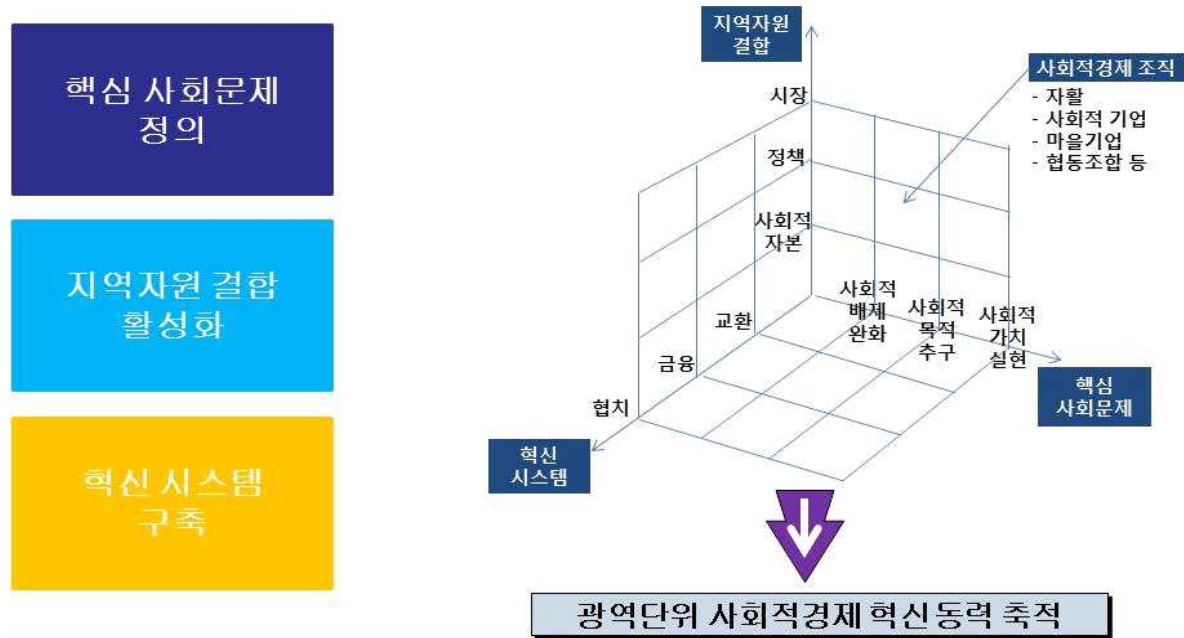 핵심 사회문제
정의
지역자원 결합
활성화
혁신 시스템
구축
지역자원
결합
시장
정책
사회적
자본
교환
금융
협치
혁신
시스템
사회적
배제
완화
사회적
목적
추구
사회적
가치
실현
핵심
사회문제
사회적경제 조직
- 자활
- 사회적 기업
- 마을기업
- 협동조합 등
광역단위 사회적경제 혁신동력 축적